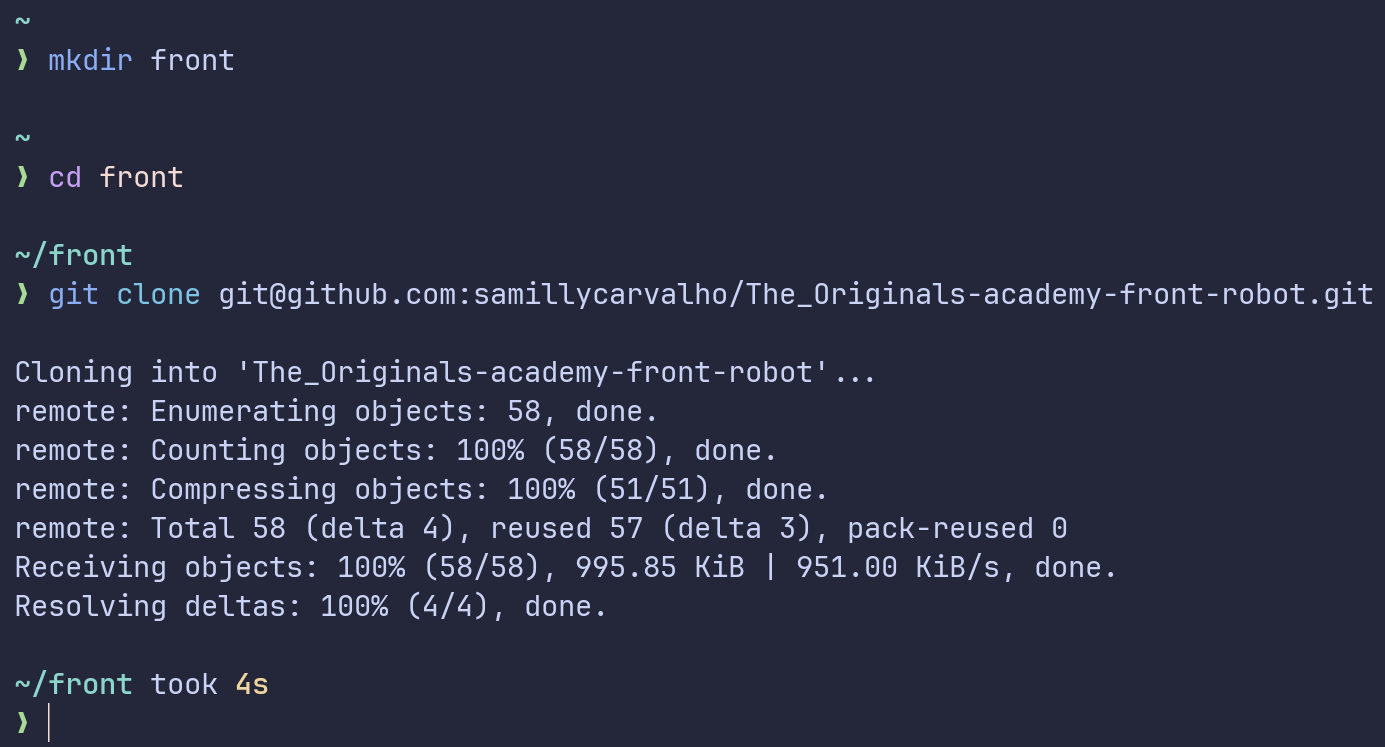 ~
❯ mkdir front
~
❯ cd front
~/front
❯ git clone git@github.com:samillycarvalho/The_Originals-academy-front-robot.git
Cloning into 'The_Originals-academy-front-robot'...
remote: Enumerating objects: 58, done.
remote: Counting objects: 100% (58/58), done.
remote: Compressing objects: 100% (51/51), done.
remote: Total 58 (delta 4), reused 57 (delta 3), pack-reused 0
Receiving objects: 100% (58/58), 995.85 KiB | 951.00 KiB/s, done.
Resolving deltas: 100% (4/4), done.
~/front took 4s
❯